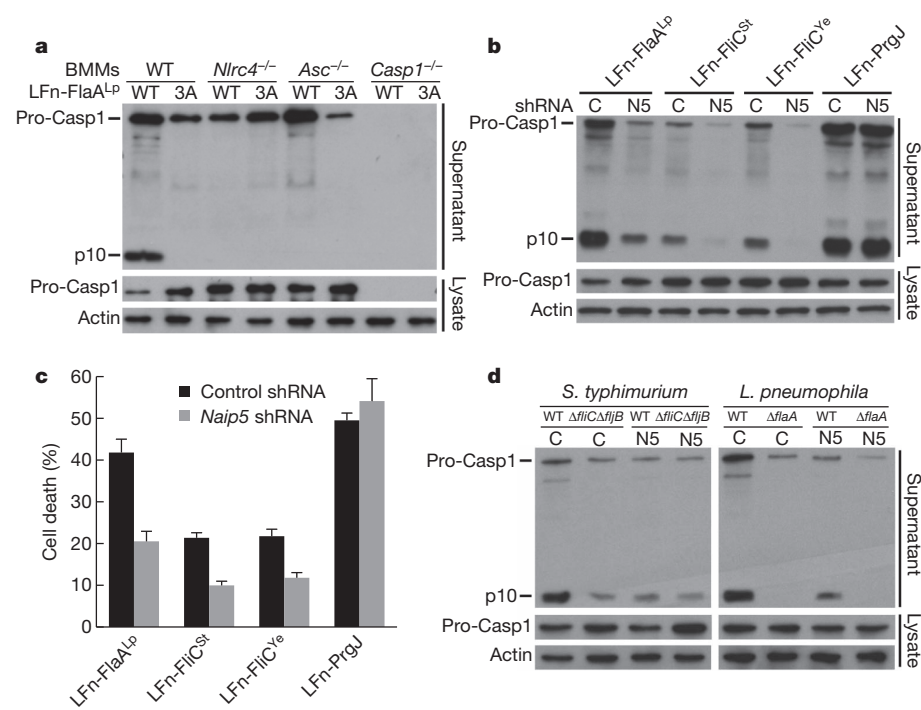 a
BMMs WT Nlrc4–/– Asc–/– Casp1–/–
LFn-FlaALp WT 3A WT 3A WT 3A WT 3A
Pro-Casp1
p10
Supernatant
Pro-Casp1
Actin
Lysate
b
LFn-FlaALp LFn-FliCSt LFn-FliCYe LFn-PrgJ
shRNA C N5 C N5 C N5 C N5
Pro-Casp1
p10
Supernatant
Pro-Casp1
Actin
Lysate
c
Cell death (%)
60
50
40
30
20
10
0
Control shRNA
Naip5 shRNA
LFn-FlaALp
LFn-FliCSt
LFn-FliCYe
LFn-PrgJ
d
S. typhimurium L. pneumophila
WT ΔfliCΔfljB WT ΔfliCΔfljB WT ΔflaA WT ΔflaA
C C N5 N5 C C N5 N5
Pro-Casp1
p10
Supernatant
Pro-Casp1
Actin
Lysate